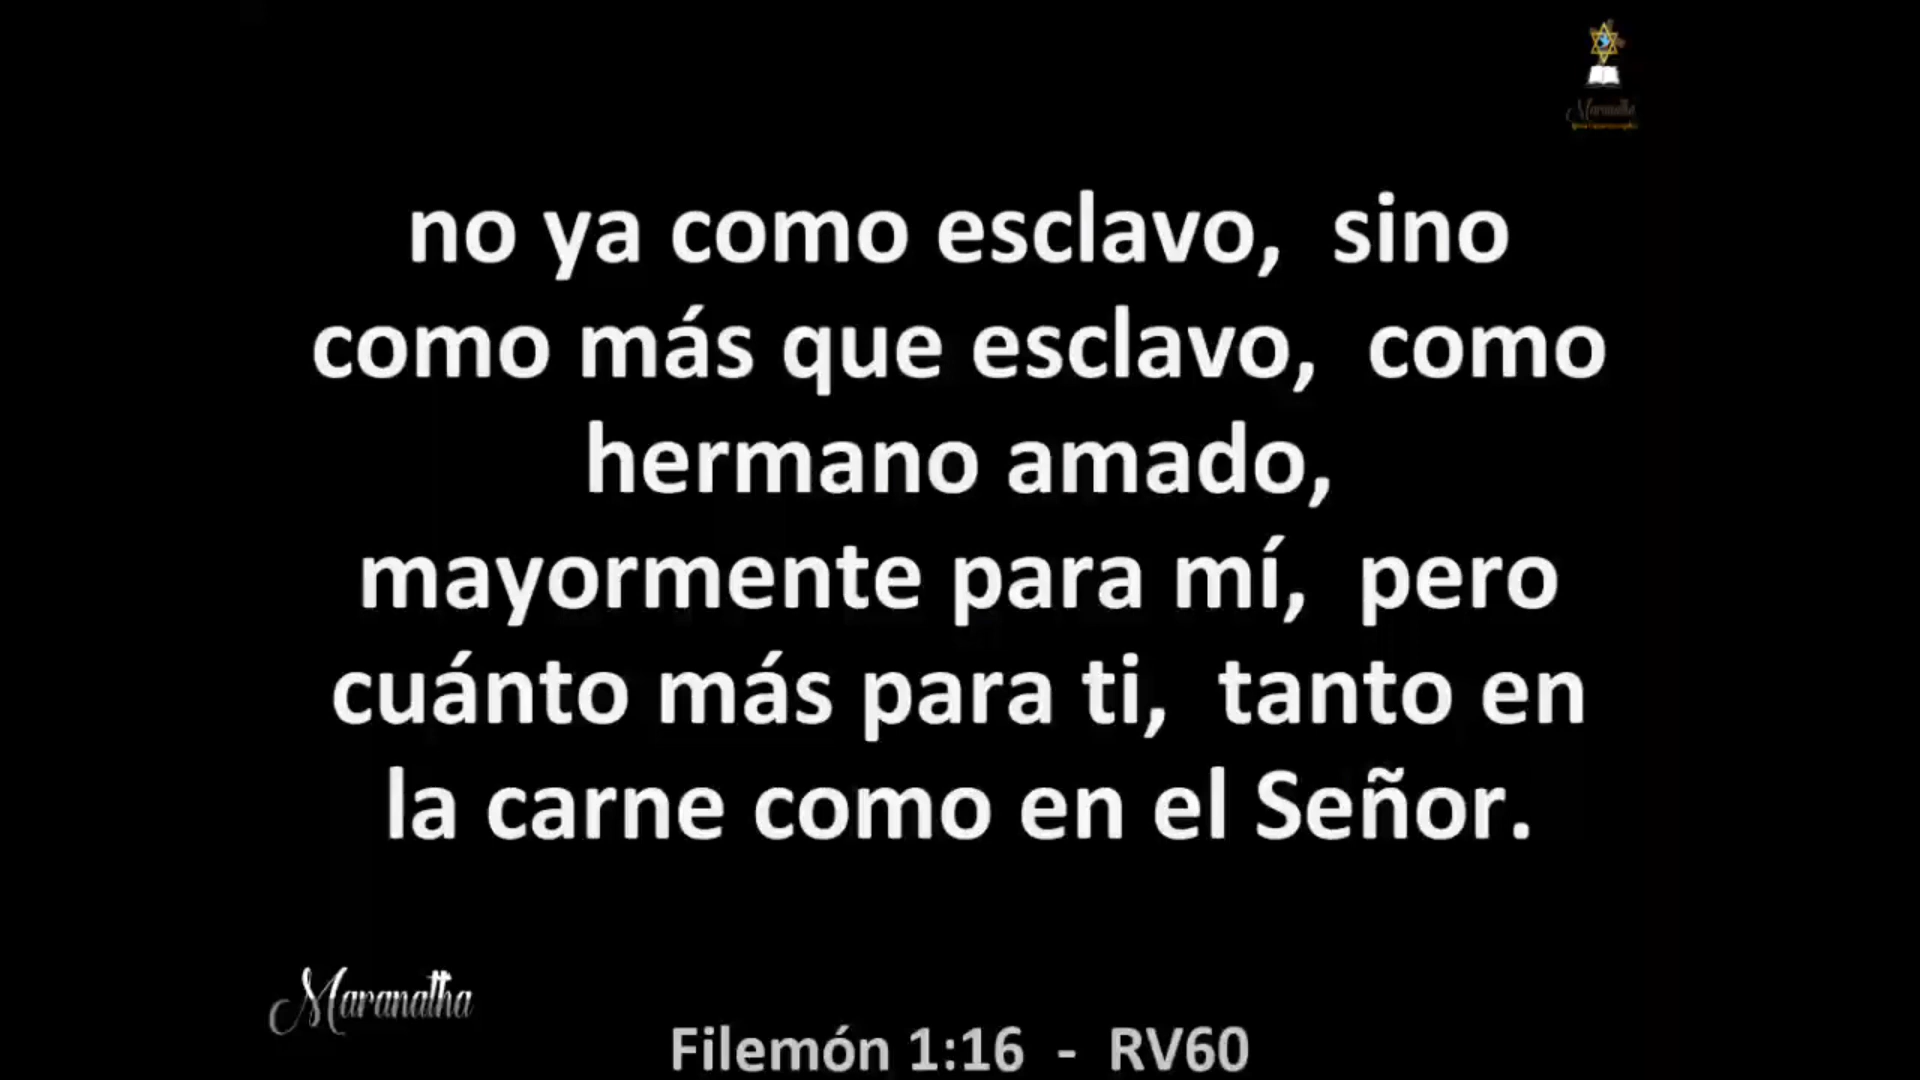 Maranatha
no ya como esclavo,  sino
como más que esclavo,  como
hermano amado,
mayormente para mí,  pero
cuánto más para ti,  tanto en
la carne como en el Señor.
Maranatha
Filemón 1:16  -  RV60